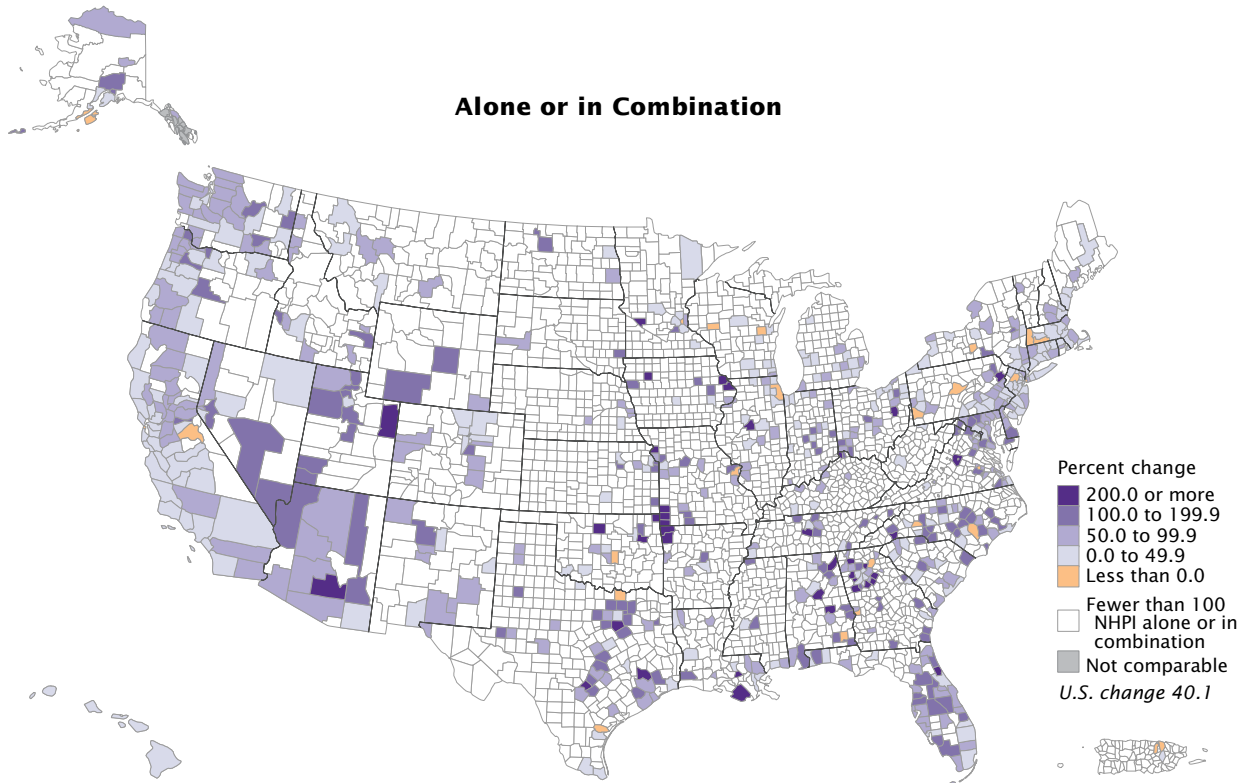 Alone or in Combination
Percent change
200.0 or more
100.0 to 199.9
50.0 to 99.9
0.0 to 49.9
Less than 0.0
Fewer than 100
NHPI alone or in
combination
Not comparable
U.S. change 40.1